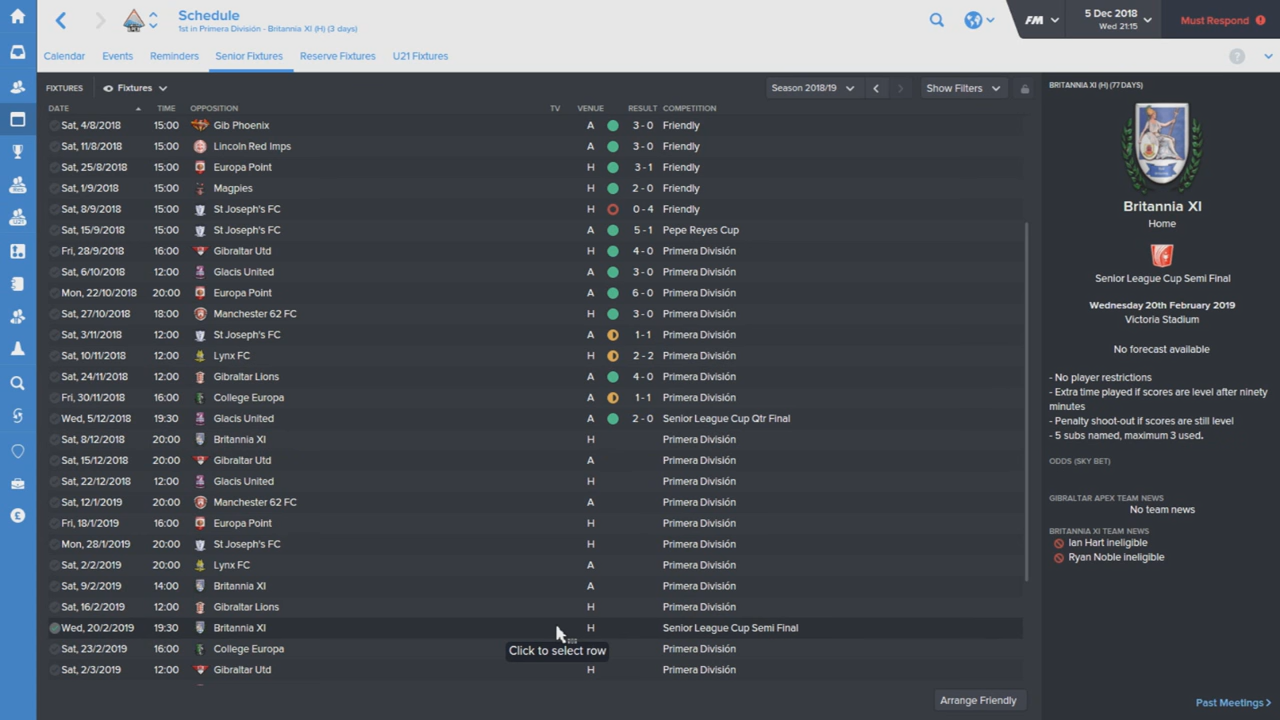 Schedule
1st in Primera División - Britannia XI (H) (3 days)
FM
5 Dec 2018
Wed 21:15
Must Respond
Calendar Events Reminders Senior Fixtures Reserve Fixtures U21 Fixtures
FIXTURES Fixtures Season 2018/19 Show Filters
DATE TIME OPPOSITION TV VENUE RESULT COMPETITION
Sat, 4/8/2018 15:00 Gib Phoenix A 3 - 0 Friendly
Sat, 11/8/2018 15:00 Lincoln Red Imps A 3 - 0 Friendly
Sat, 25/8/2018 15:00 Europa Point H 3 - 1 Friendly
Sat, 1/9/2018 15:00 Magpies H 2 - 0 Friendly
Sat, 8/9/2018 15:00 St Joseph's FC H 0 - 4 Friendly
Sat, 15/9/2018 15:00 St Joseph's FC A 5 - 1 Pepe Reyes Cup
Fri, 28/9/2018 16:00 Gibraltar Utd H 4 - 0 Primera División
Sat, 6/10/2018 12:00 Glacis United A 3 - 0 Primera División
Mon, 22/10/2018 20:00 Europa Point A 6 - 0 Primera División
Sat, 27/10/2018 18:00 Manchester 62 FC H 3 - 0 Primera División
Sat, 3/11/2018 12:00 St Joseph's FC A 1 - 1 Primera División
Sat, 10/11/2018 12:00 Lynx FC H 2 - 2 Primera División
Sat, 24/11/2018 12:00 Gibraltar Lions A 4 - 0 Primera División
Fri, 30/11/2018 16:00 College Europa A 1 - 1 Primera División
Wed, 5/12/2018 19:30 Glacis United A 2 - 0 Senior League Cup Qtr Final
Sat, 8/12/2018 20:00 Britannia XI H Primera División
Sat, 15/12/2018 20:00 Gibraltar Utd A Primera División
Sat, 22/12/2018 12:00 Glacis United H Primera División
Sat, 12/1/2019 20:00 Manchester 62 FC A Primera División
Fri, 18/1/2019 16:00 Europa Point H Primera División
Mon, 28/1/2019 20:00 St Joseph's FC H Primera División
Sat, 2/2/2019 20:00 Lynx FC A Primera División
Sat, 9/2/2019 14:00 Britannia XI A Primera División
Sat, 16/2/2019 12:00 Gibraltar Lions H Primera División
Wed, 20/2/2019 19:30 Britannia XI H Senior League Cup Semi Final
Sat, 23/2/2019 16:00 College Europa Primera División
Sat, 2/3/2019 12:00 Gibraltar Utd H Primera División
Click to select row
Arrange Friendly
BRITANNIA XI (H) (77 DAYS)
Britannia XI
Home
Senior League Cup Semi Final
Wednesday 20th February 2019
Victoria Stadium
No forecast available
- No player restrictions
- Extra time played if scores are level after ninety
minutes
- Penalty shoot-out if scores are still level
- 5 subs named, maximum 3 used.
ODDS (SKY BET)
GIBRALTAR APEX TEAM NEWS
No team news
BRITANNIA XI TEAM NEWS
Ian Hart ineligible
Ryan Noble ineligible
Past Meetings >